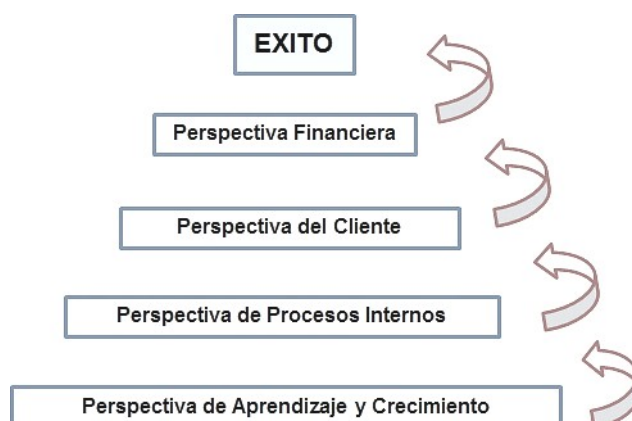 EXITO
Perspectiva Financiera
Perspectiva del Cliente
Perspectiva de Procesos Internos
Perspectiva de Aprendizaje y Crecimiento